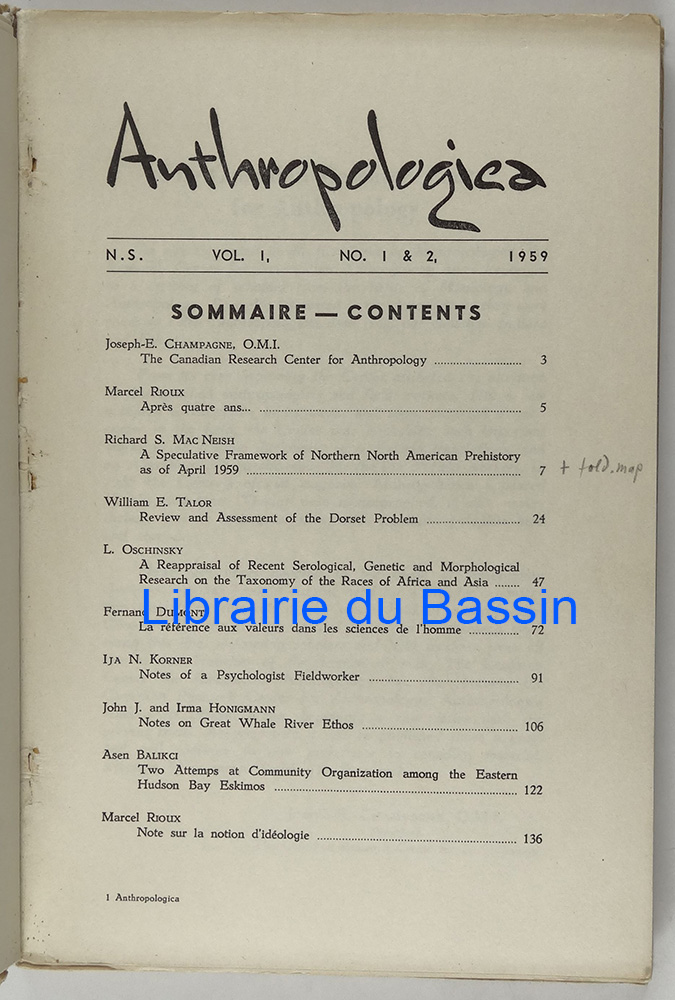 Anthropologica
N.S. VOL. I, NO. I & 2, 1959
SOMMAIRE — CONTENTS
Joseph-E. CHAMPAGNE, O.M.I.
The Canadian Research Center for Anthropology 3
Marcel RIOUX
Après quatre ans... 5
Richard S. MAC NEISH
A Speculative Framework of Northern North American Prehistory
as of April 1959 7 + fold. map
William E. TALOR
Review and Assessment of the Dorset Problem 24
L. OSCHINSKY
A Reappraisal of Recent Serological, Genetic and Morphological
Research on the Taxonomy of the Races of Africa and Asia 47
Librairie du Bassin
Fernand DUMONT
La référence aux valeurs dans les sciences de l'homme 72
IJA N. KORNER
Notes of a Psychologist Fieldworker 91
John J. and Irma HONIGMANN
Notes on Great Whale River Ethos 106
Asen BALIKCI
Two Attemps at Community Organization among the Eastern
Hudson Bay Eskimos 122
Marcel RIOUX
Note sur la notion d'idéologie 136
1 Anthropologica